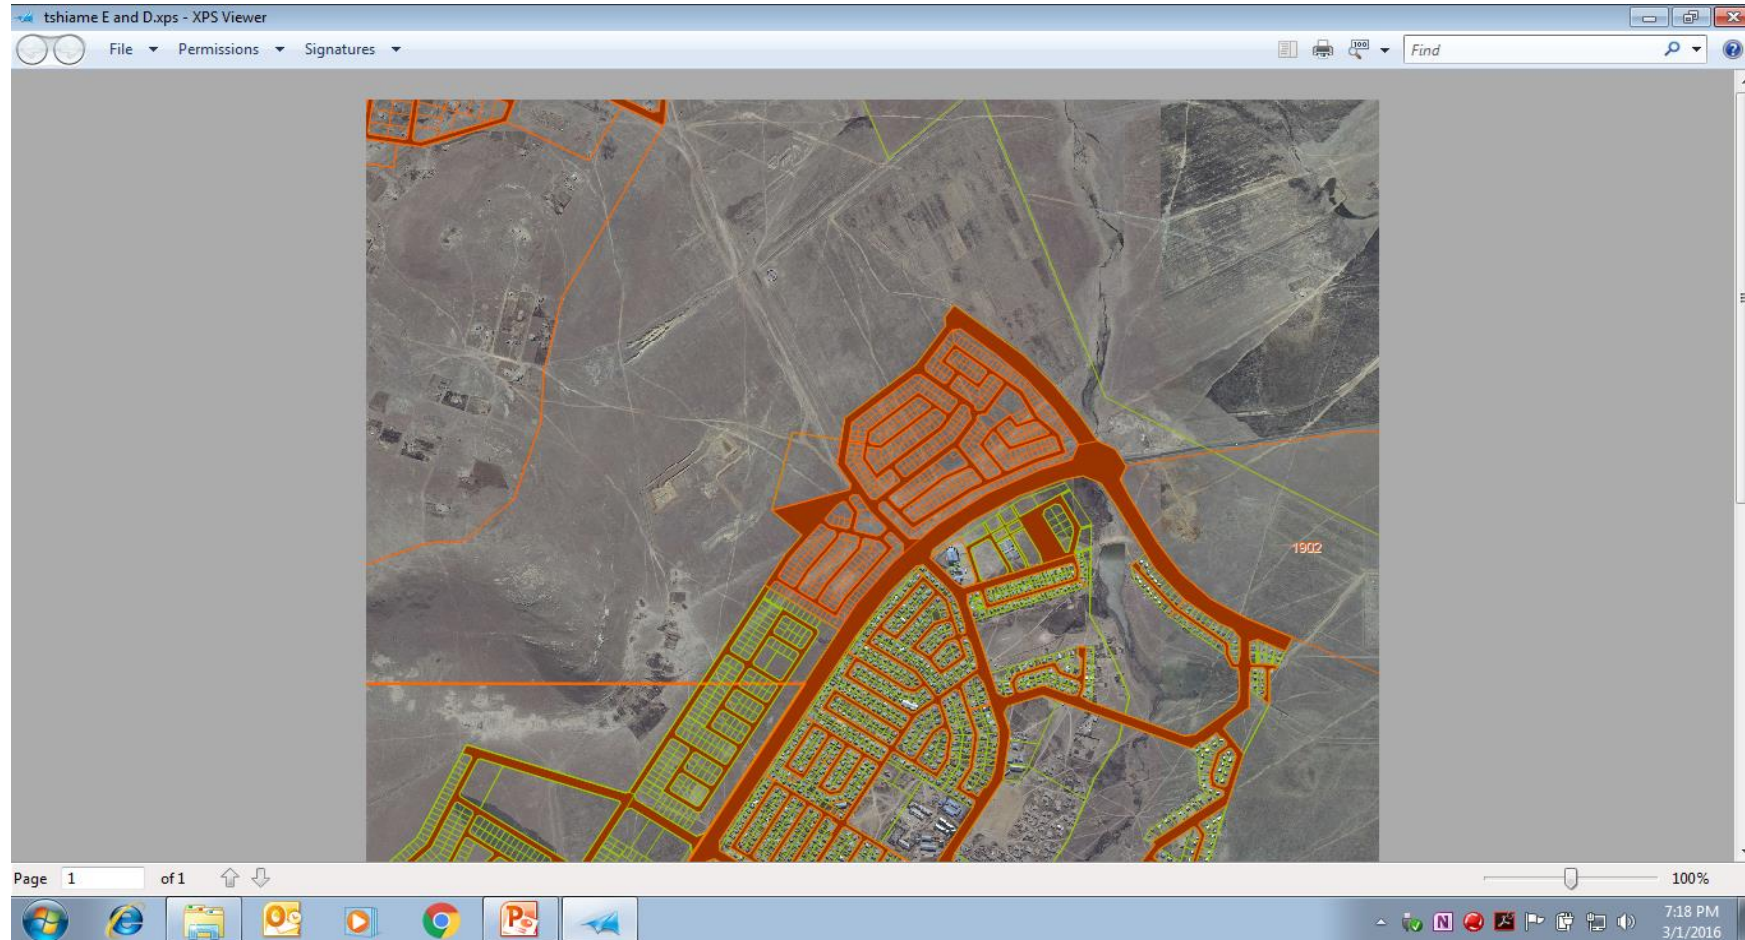 tshiame E and D.xps - XPS Viewer
File Permissions Signatures
100
Find
1902
Page 1 of 1
100%
7:18 PM
3/1/2016